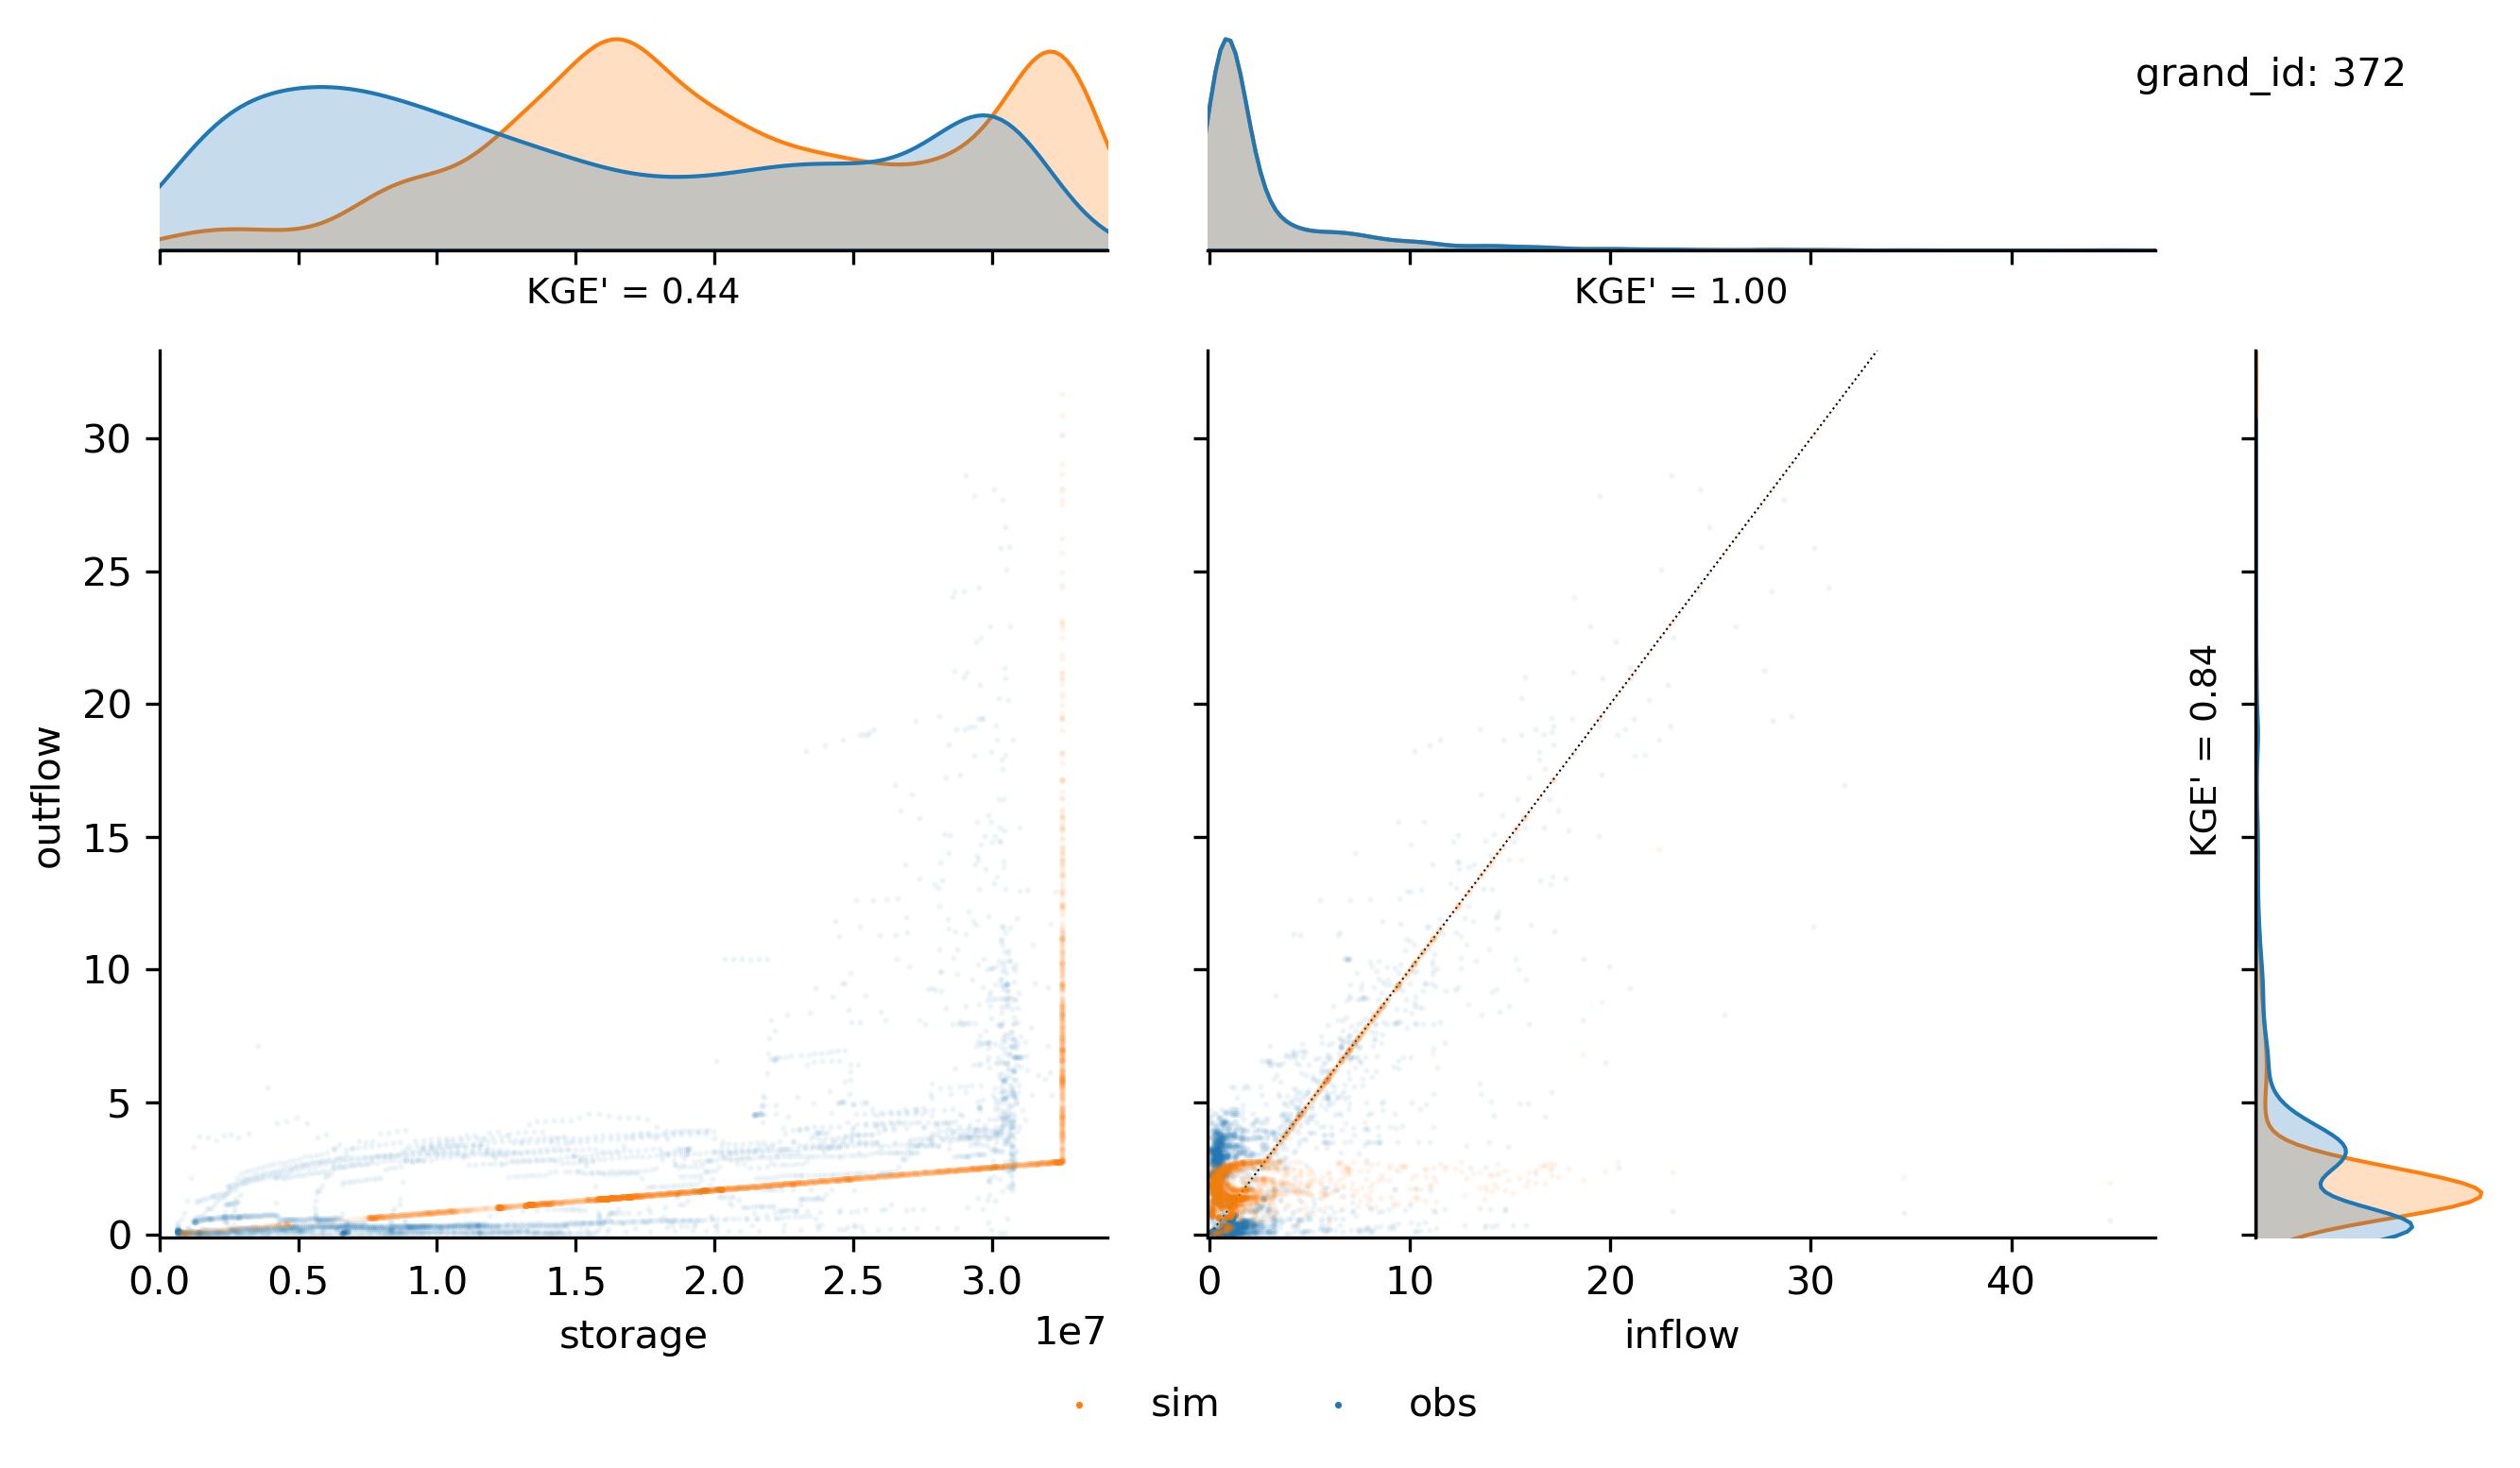 grand_id: 372
KGE' = 0.44
KGE' = 1.00
outflow
30
25
20
15
10
5
0
KGE' = 0.84
0.0 0.5 1.0 1.5 2.0 2.5 3.0
storage
1e7
0 10 20 30 40
inflow
sim obs